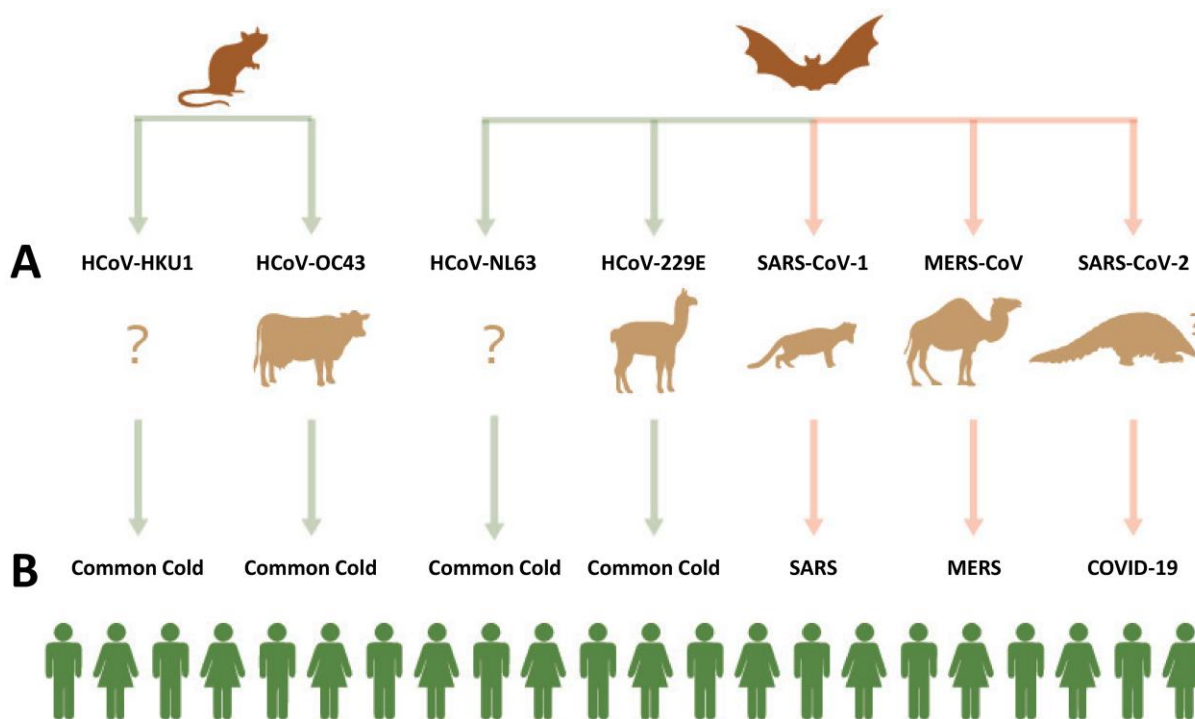 A HCoV-HKU1 HCoV-OC43 HCoV-NL63 HCoV-229E SARS-CoV-1 MERS-CoV SARS-CoV-2
? ? ?
B Common Cold Common Cold Common Cold Common Cold SARS MERS COVID-19